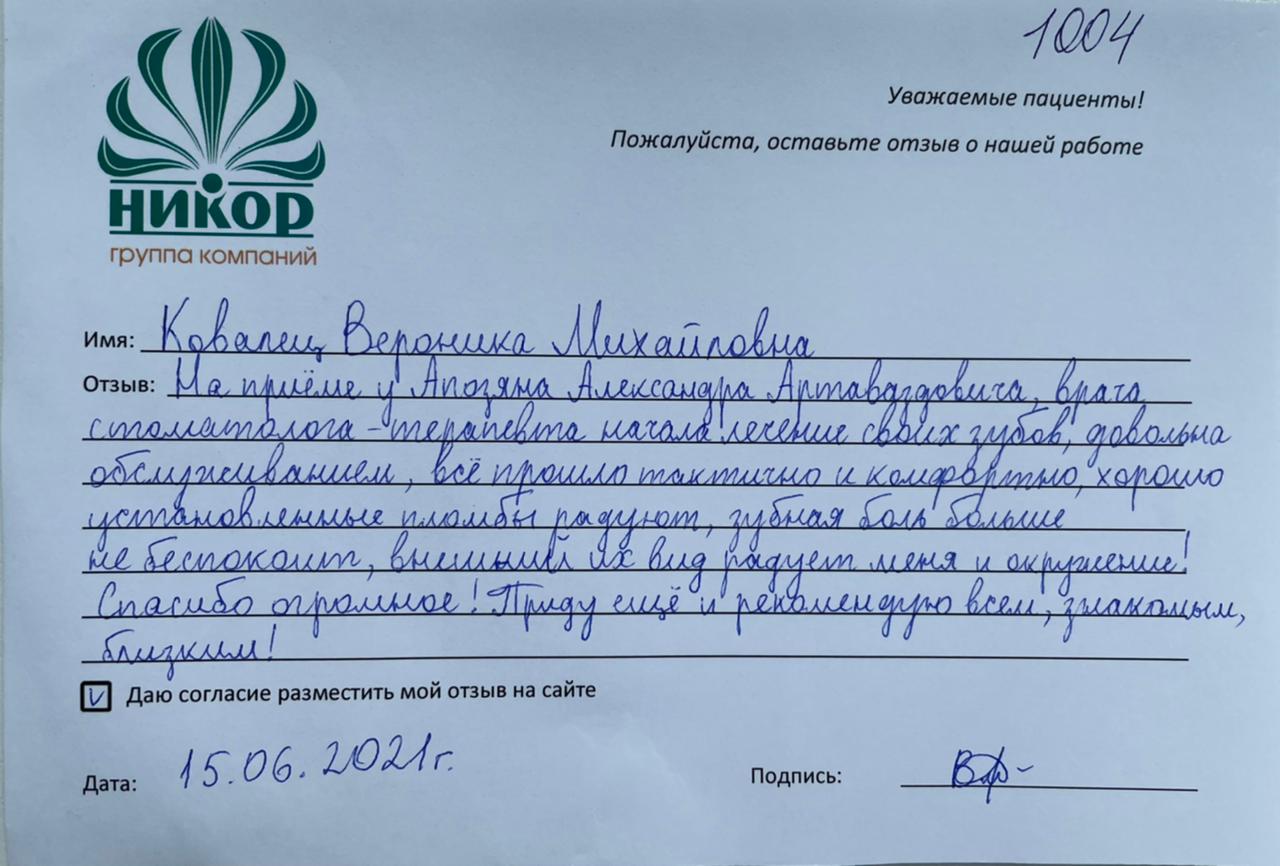 1004
Уважаемые пациенты!
Пожалуйста, оставьте отзыв о нашей работе
НИКОР
группа компаний
Имя: Ковалец Вероника Михайловна
Отзыв: На приёме у Апозяна Александра Артаваздовича, врача
стоматолога-терапевта начала лечение своих зубов, довольна
обслуживанием, всё прошло тактично и комфортно, хорошо
установленные пломбы радуют, зубная боль больше
не беспокоит, внешний их вид радует меня и окружение!
Спасибо огромное! Приду ещё и рекомендую всем, знакомым,
близким!
V Даю согласие разместить мой отзыв на сайте
Дата: 15.06.2021г.
Подпись: